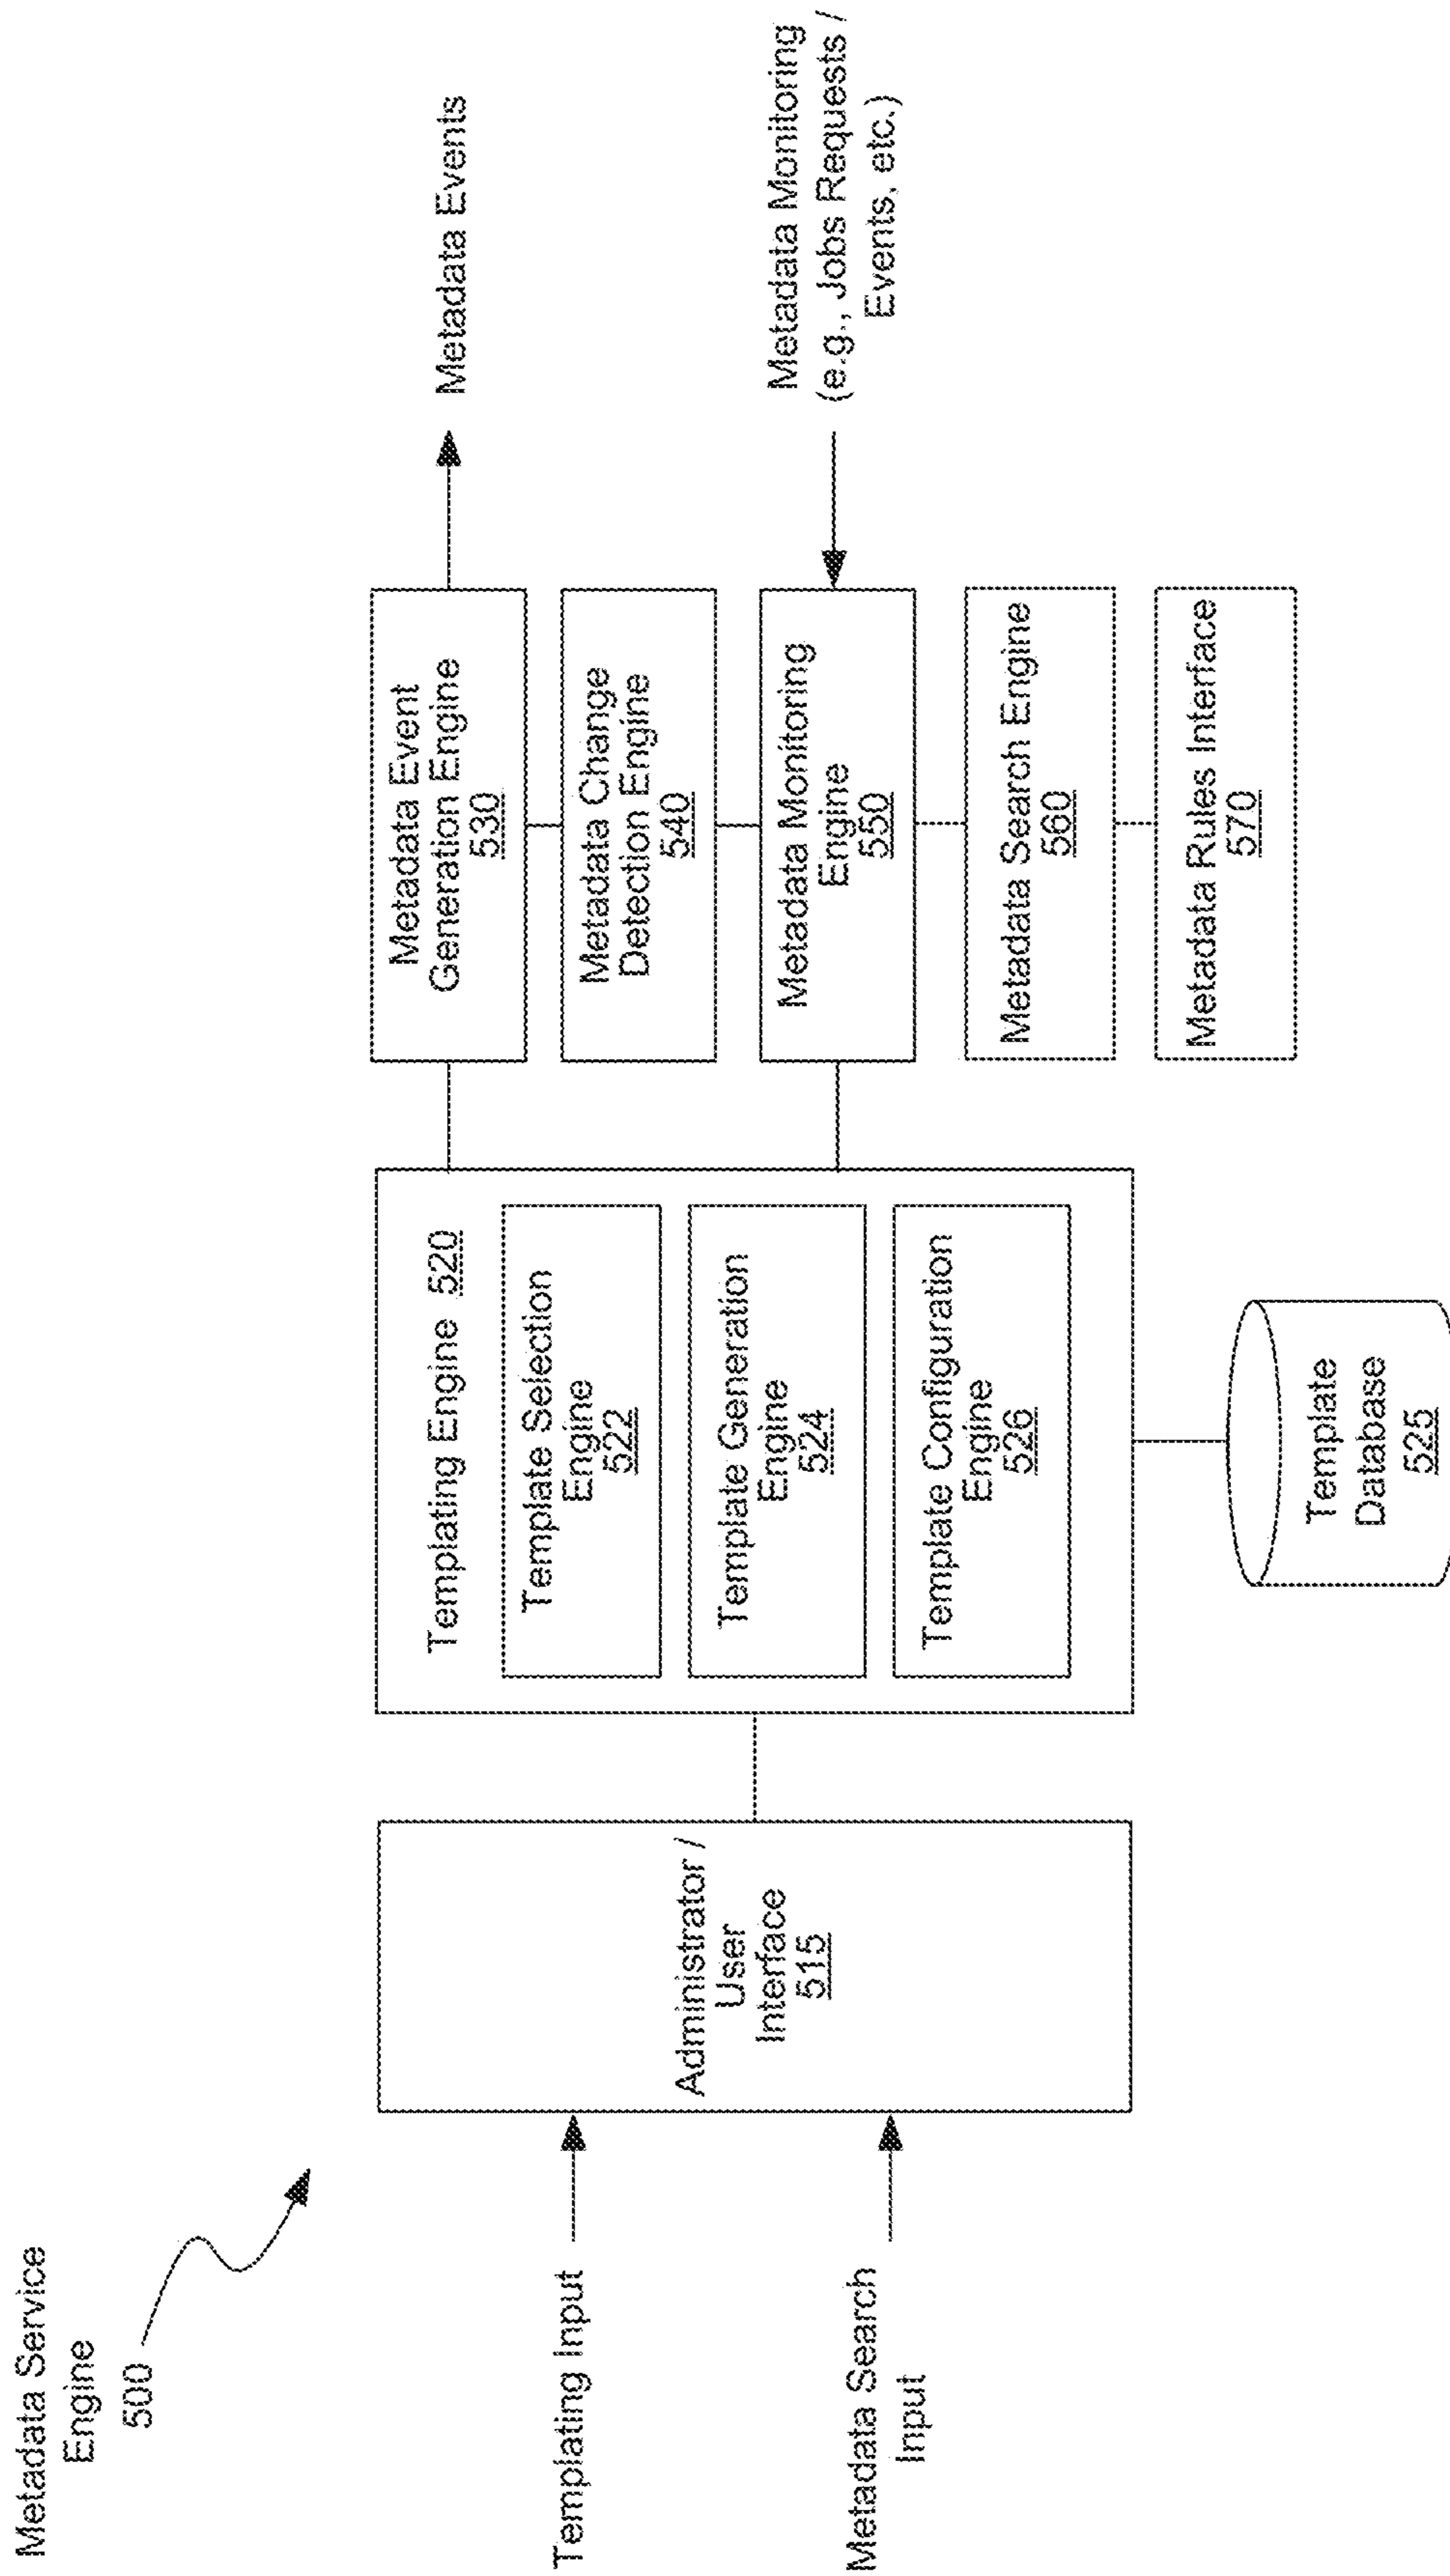 Metadata Service
Engine
500
Templating Input
Metadata Search
Input
Administrator /
User
Interface
515
Templating Engine 520
Template Selection
Engine
522
Template Generation
Engine
524
Template Configuration
Engine
526
Template
Database
525
Metadata Event
Generation Engine
530
Metadata Change
Detection Engine
540
Metadata Monitoring
Engine
550
Metadata Search Engine
560
Metadata Rules Interface
570
Metadata Events
Metadata Monitoring
(e.g., Jobs Requests /
Events, etc.)